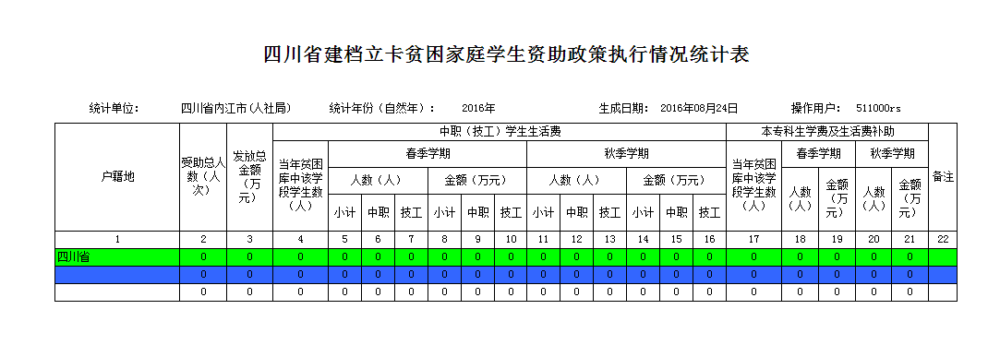 四川省建档立卡贫困家庭学生资助政策执行情况统计表
统计单位: 四川省内江市(人社局) 统计年份(自然年): 2016年 生成日期: 2016年08月24日 操作用户: 511000rs
户籍地 受助总人数(人次) 发放总金额(万元) 中职(技工)学生生活费 本专科生学费及生活费补助 备注
当年贫困库中该学段学生数(人) 春季学期 秋季学期 当年贫困库中该学段学生数(人) 春季学期 秋季学期
人数(人) 金额(万元) 人数(人) 金额(万元) 人数(人) 金额(万元) 人数(人) 金额(万元)
小计 中职 技工 小计 中职 技工 小计 中职 技工 小计 中职 技工
1 2 3 4 5 6 7 8 9 10 11 12 13 14 15 16 17 18 19 20 21 22
四川省 0 0 0 0 0 0 0 0 0 0 0 0 0 0 0 0 0 0 0 0
0 0 0 0 0 0 0 0 0 0 0 0 0 0 0 0 0 0 0 0
0 0 0 0 0 0 0 0 0 0 0 0 0 0 0 0 0 0 0 0